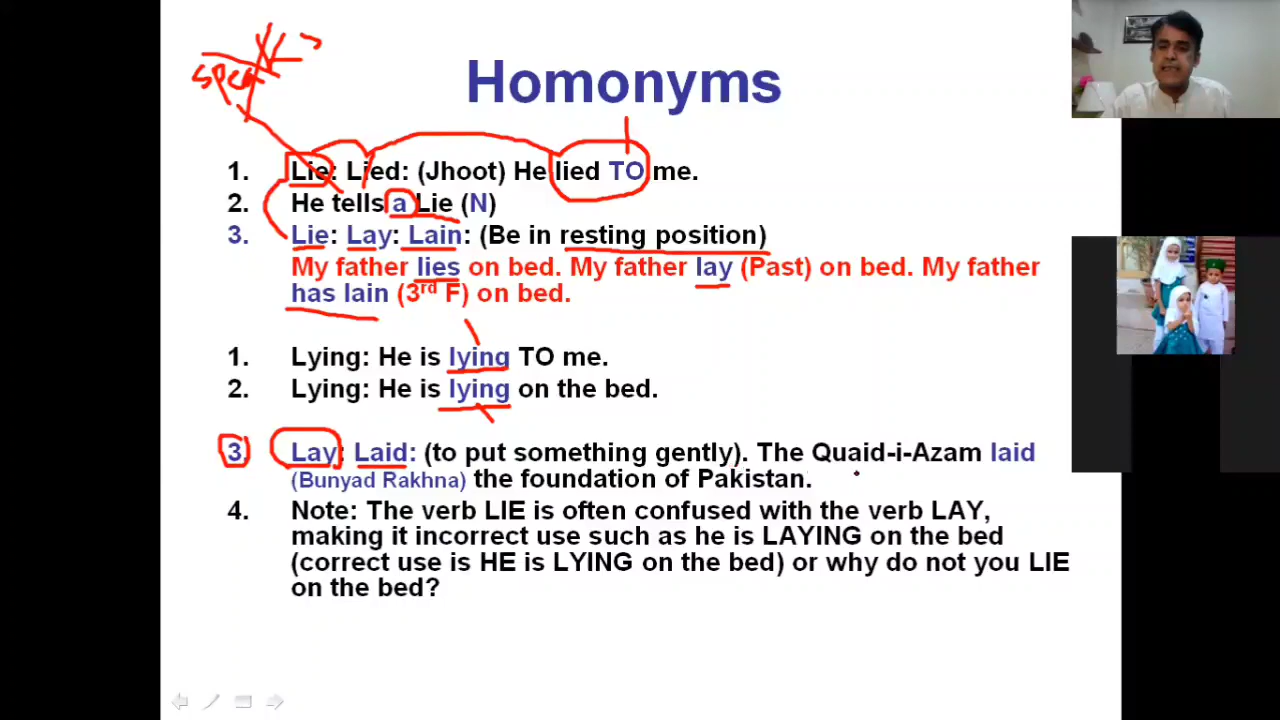 speak
Homonyms
1. Lie: Lied: (Jhoot) He lied TO me.
2. He tells a Lie (N)
3. Lie: Lay: Lain: (Be in resting position)
My father lies on bed. My father lay (Past) on bed. My father
has lain (3rd F) on bed.
1. Lying: He is lying TO me.
2. Lying: He is lying on the bed.
3. Lay: Laid: (to put something gently). The Quaid-i-Azam laid
(Bunyad Rakhna) the foundation of Pakistan.
4. Note: The verb LIE is often confused with the verb LAY,
making it incorrect use such as he is LAYING on the bed
(correct use is HE is LYING on the bed) or why do not you LIE
on the bed?